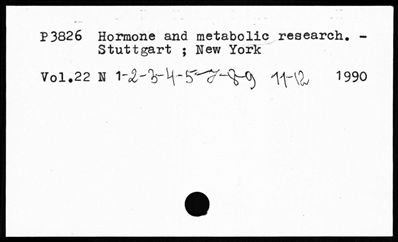 P3826 Hormone and metabolic research. -
Stuttgart ; New York
Vol.22 N 1-2-3-4-5-7-8-9 11-12 1990